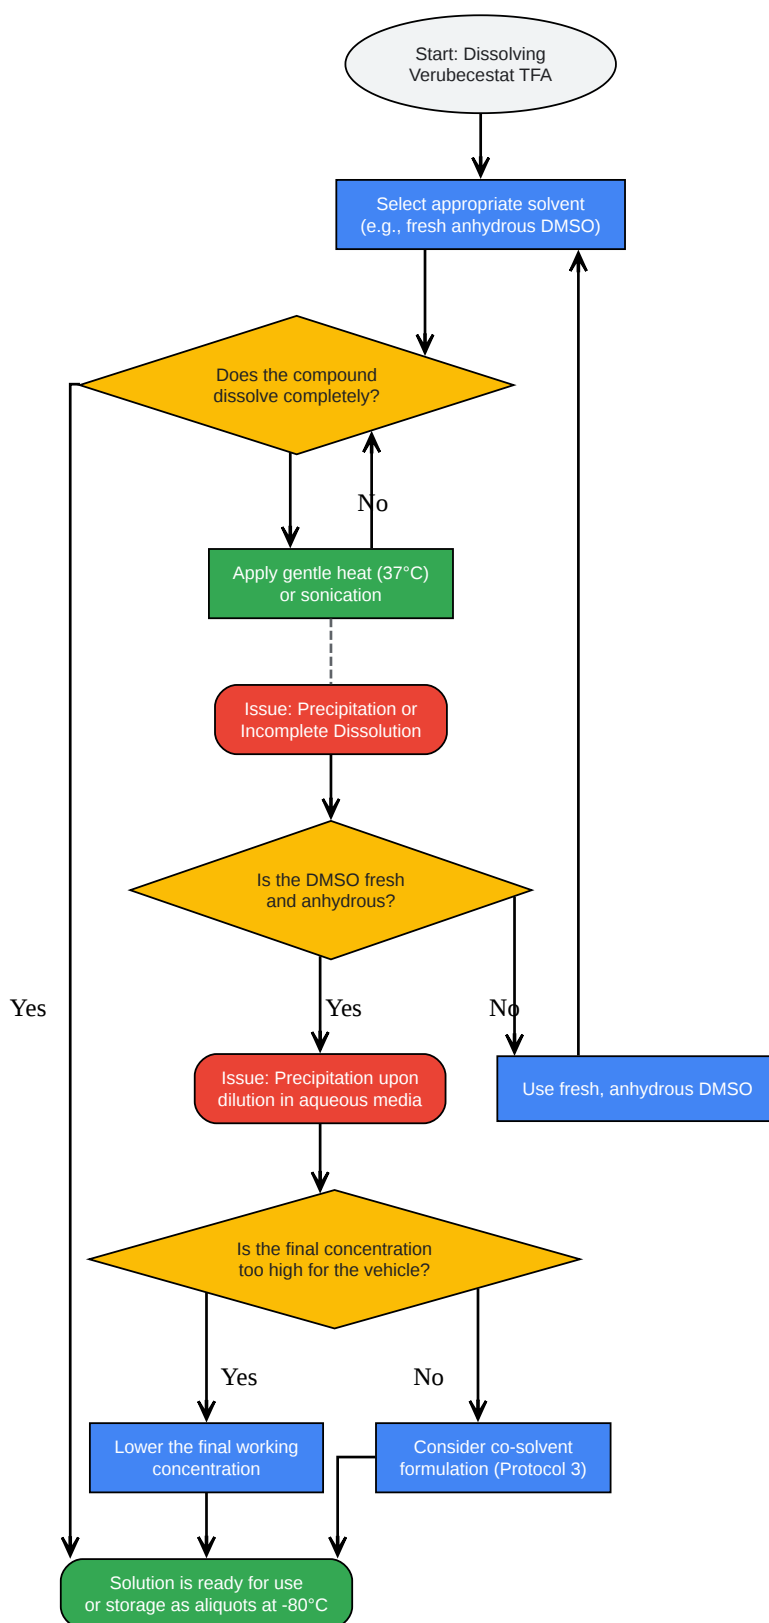 Start: Dissolving
Verubecestat TFA
Select appropriate solvent
(e.g., fresh anhydrous DMSO)
Does the compound
dissolve completely?
No
Apply gentle heat (37°C)
or sonication
Issue: Precipitation or
Incomplete Dissolution
Is the DMSO fresh
and anhydrous?
Yes
Yes
No
Issue: Precipitation upon
dilution in aqueous media
Use fresh, anhydrous DMSO
Is the final concentration
too high for the vehicle?
Yes
No
Lower the final working
concentration
Consider co-solvent
formulation (Protocol 3)
Solution is ready for use
or storage as aliquots at -80°C